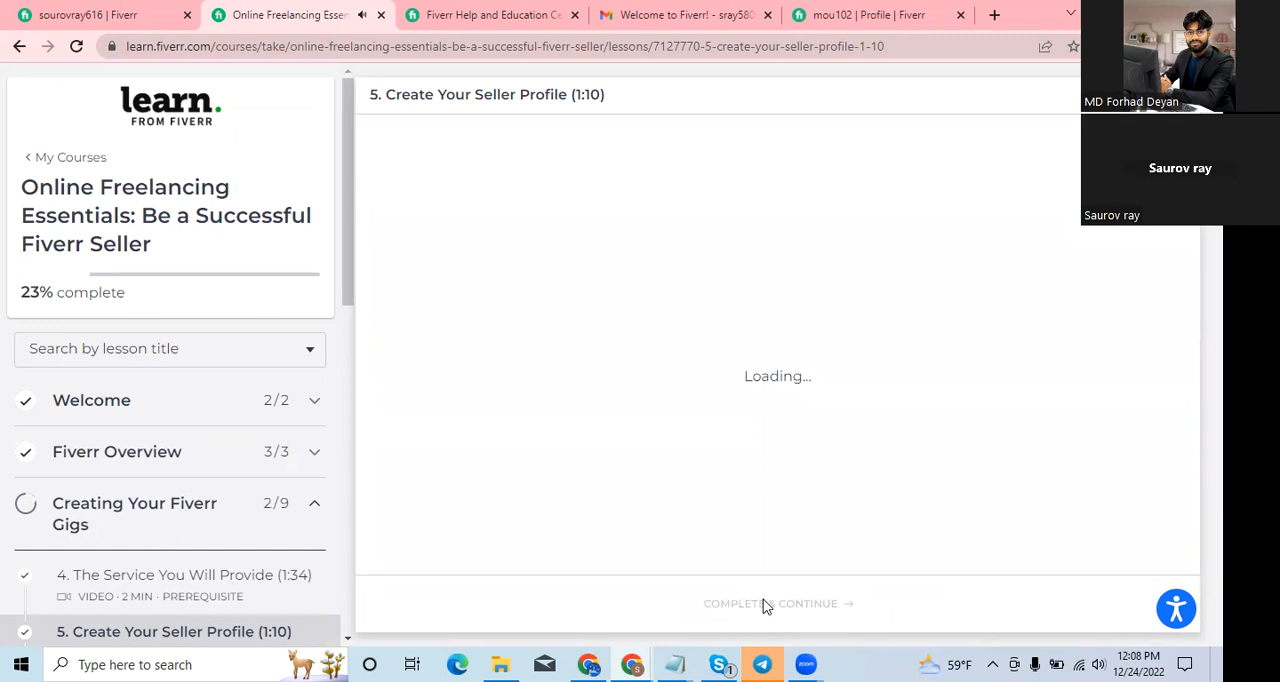 sourovray616 | Fiverr
Online Freelancing Esser
Fiverr Help and Education Ce
Welcome to Fiverr! - sray580
mou102 | Profile | Fiverr
learn.fiverr.com/courses/take/online-freelancing-essentials-be-a-successful-fiverr-seller/lessons/7127770-5-create-your-seller-profile-1-10
MD Forhad Deyan
Saurov ray
Saurov ray
learn.
FROM FIVERR
My Courses
Online Freelancing
Essentials: Be a Successful
Fiverr Seller
23% complete
Search by lesson title
Welcome 2/2
Fiverr Overview 3/3
Creating Your Fiverr 2/9
Gigs
4. The Service You Will Provide (1:34)
VIDEO · 2 MIN · PREREQUISITE
5. Create Your Seller Profile (1:10)
5. Create Your Seller Profile (1:10)
Loading...
COMPLETE & CONTINUE →
Type here to search
1
zoom
59°F
12:08 PM
12/24/2022